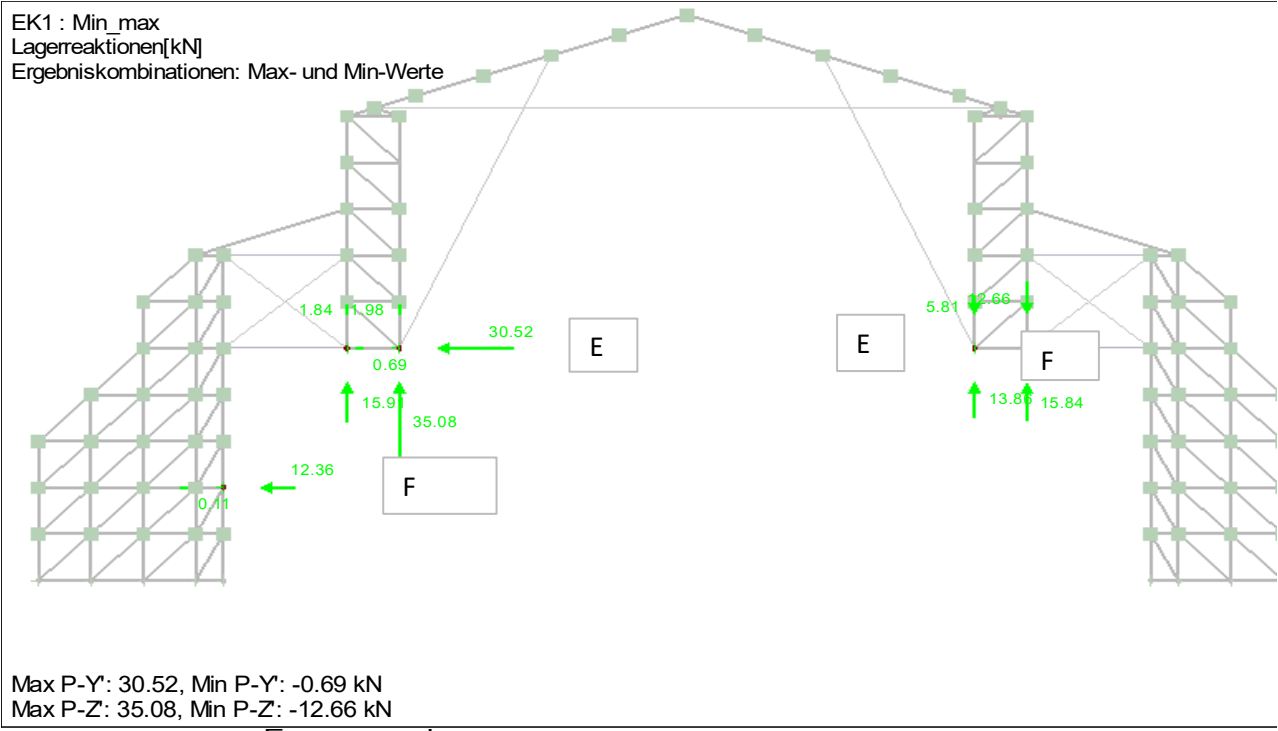 EK1 : Min_max
Lagerreaktionen[kN]
Ergebniskombinationen: Max- und Min-Werte
1.84 1.98
5.81 12.66
30.52
E
E
F
0.69
15.91
35.08
13.86
15.84
12.36
F
0.11
Max P-Y': 30.52, Min P-Y': -0.69 kN
Max P-Z': 35.08, Min P-Z': -12.66 kN